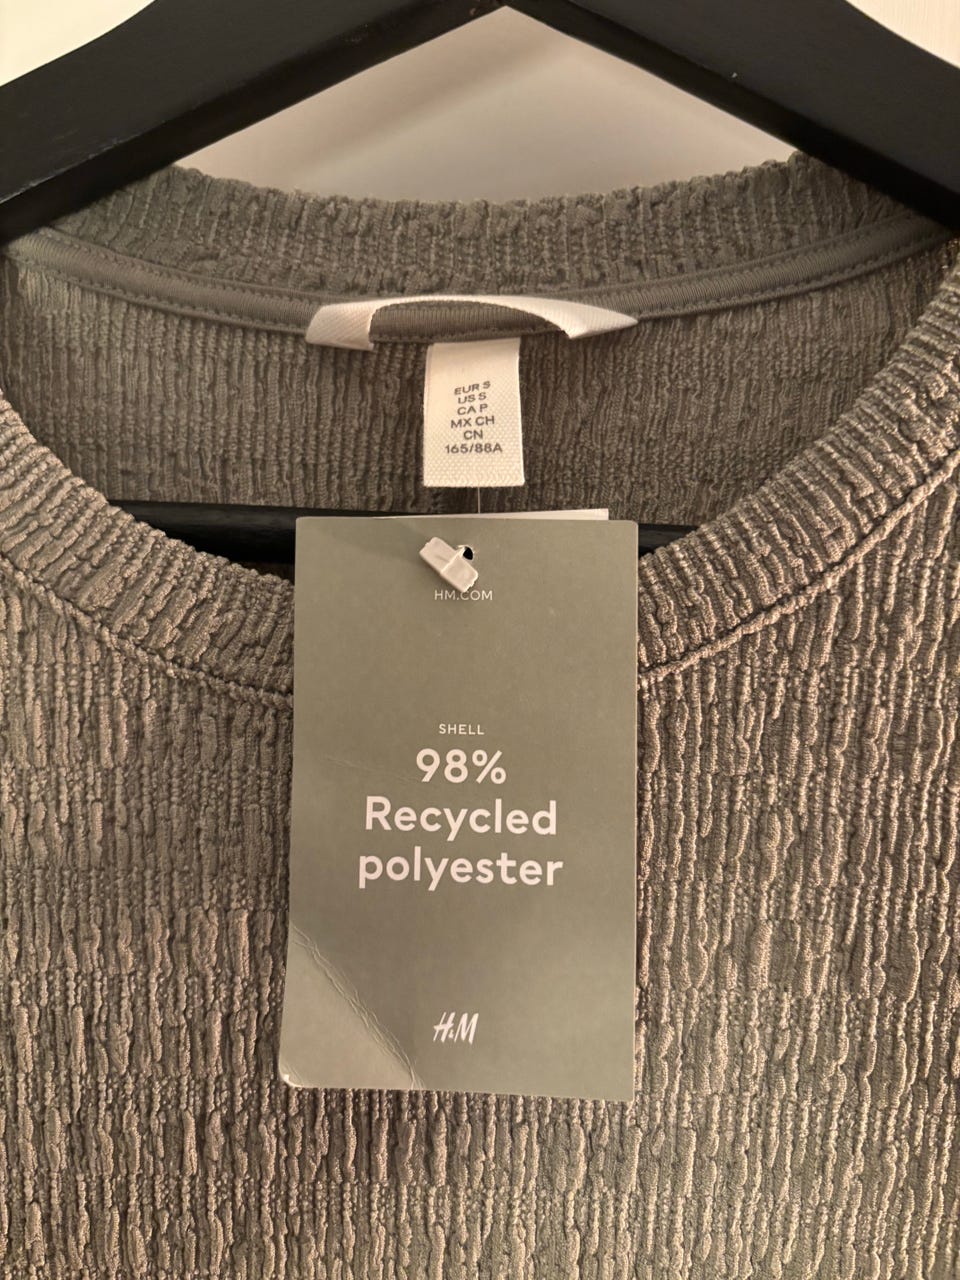 EUR S
US S
CA P
MX CH
CN
165/88A
HM.COM
SHELL
98%
Recycled
polyester
H&M